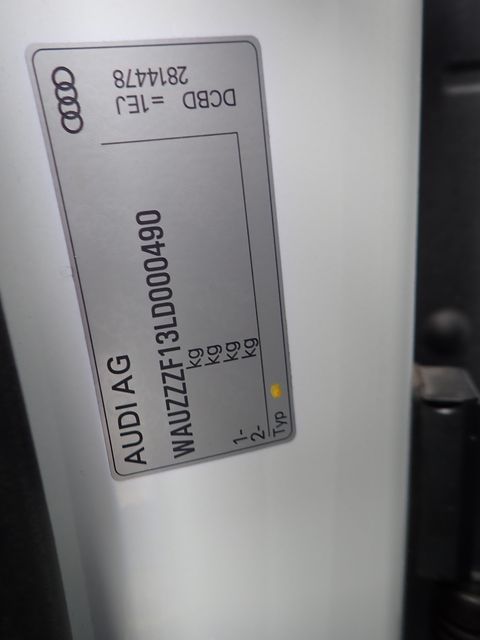 AUDI AG
WAUZZZF13LD000490
kg
kg
1- kg
2- kg
Typ
DCBD =1EJ
2814478